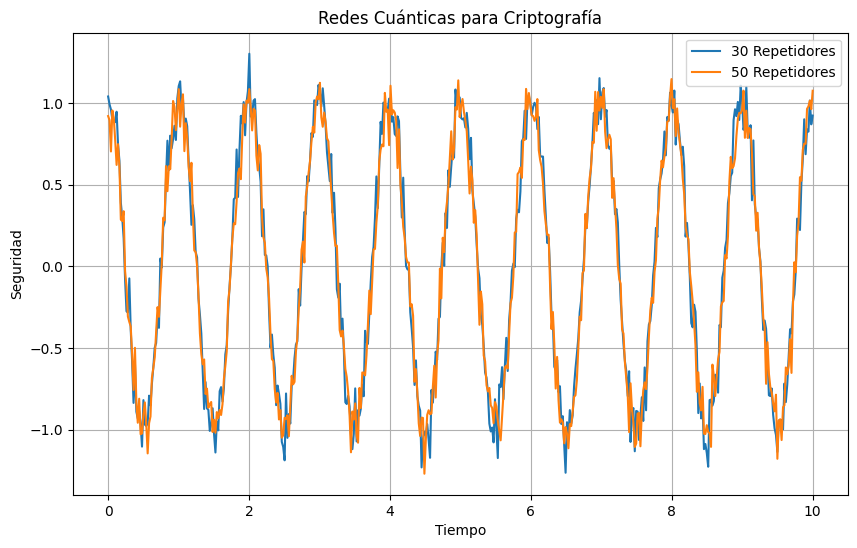 Redes Cuánticas para Criptografía
30 Repetidores
50 Repetidores
Seguridad
1.0
0.5
0.0
−0.5
−1.0
0
2
4
6
8
10
Tiempo